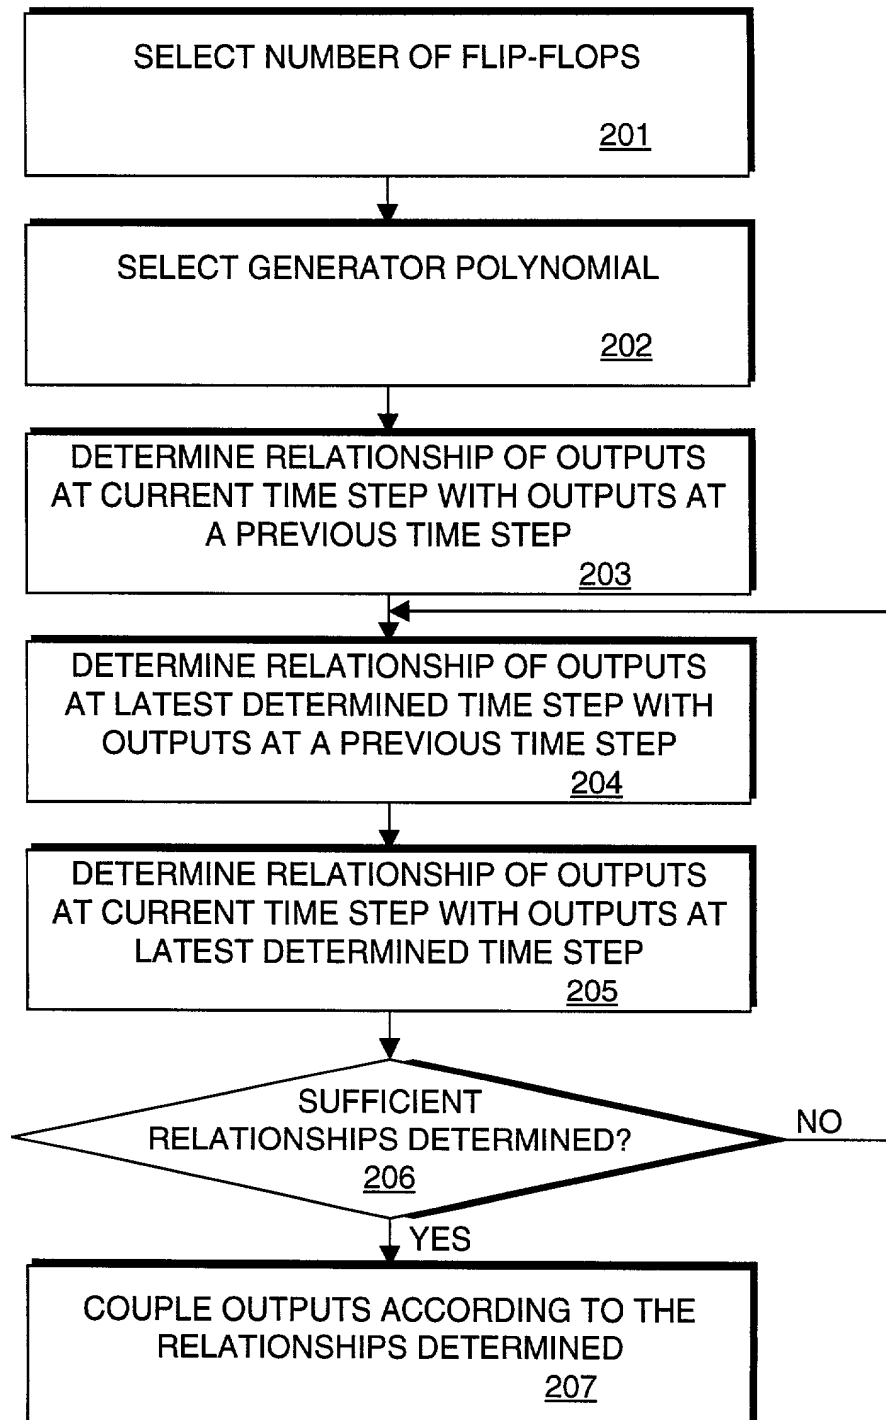 SELECT NUMBER OF FLIP-FLOPS
201
SELECT GENERATOR POLYNOMIAL
202
DETERMINE RELATIONSHIP OF OUTPUTS
AT CURRENT TIME STEP WITH OUTPUTS AT
A PREVIOUS TIME STEP
203
DETERMINE RELATIONSHIP OF OUTPUTS
AT LATEST DETERMINED TIME STEP WITH
OUTPUTS AT A PREVIOUS TIME STEP
204
DETERMINE RELATIONSHIP OF OUTPUTS
AT CURRENT TIME STEP WITH OUTPUTS AT
LATEST DETERMINED TIME STEP
205
SUFFICIENT
RELATIONSHIPS DETERMINED?
206
NO
YES
COUPLE OUTPUTS ACCORDING TO THE
RELATIONSHIPS DETERMINED
207